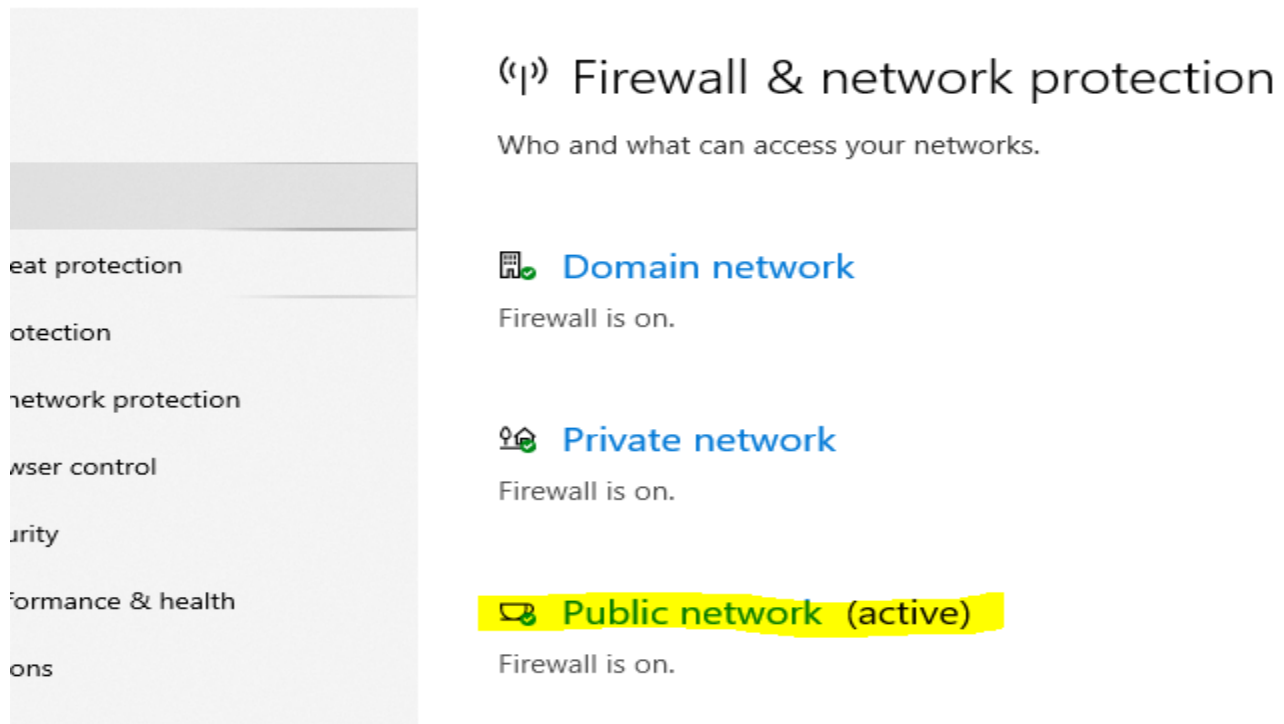 Firewall & network protection
Who and what can access your networks.
eat protection
otection
network protection
wser control
urity
formance & health
ons
Domain network
Firewall is on.
Private network
Firewall is on.
Public network (active)
Firewall is on.